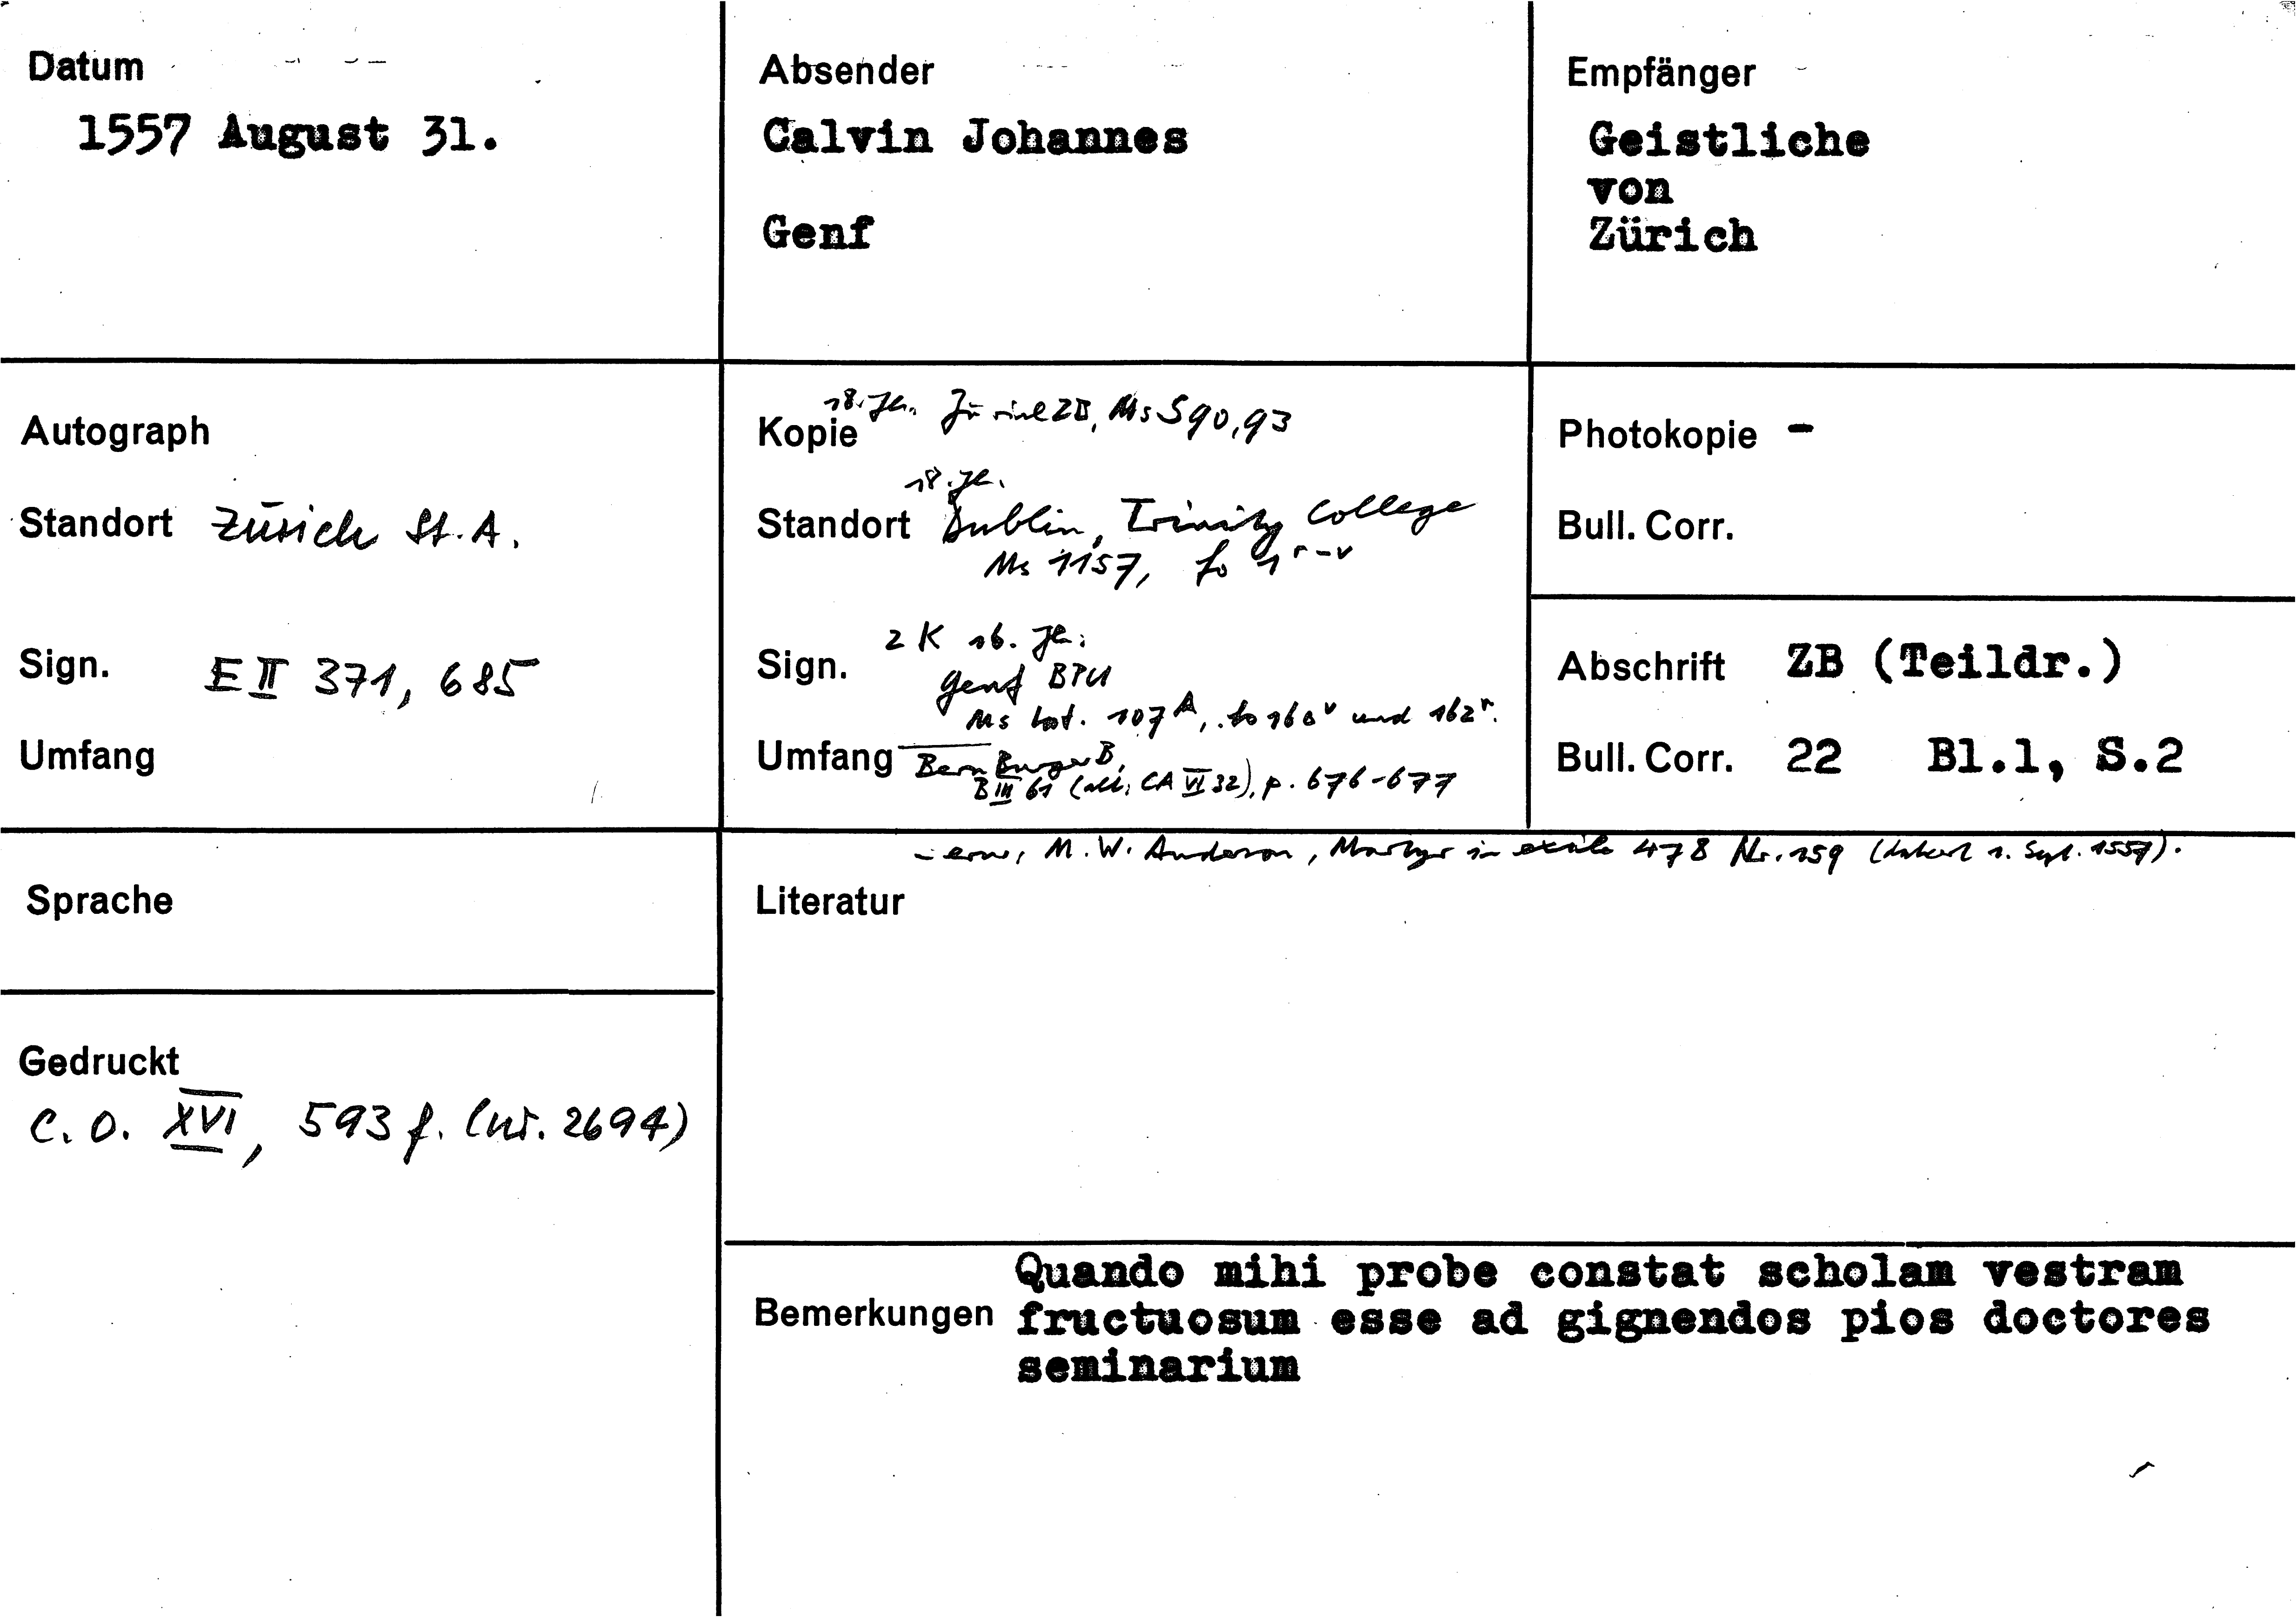 Datum
1557 August 31.
Absender
Calvin Johannes
Genf
Empfänger
Geistliche
von
Zürich
Autograph
Standort Zürich St.A.
Sign. E II 371, 685
Umfang
18. Jh. Zürich ZB, Ms S 90, 93
Kopie
18. Jh.
Standort Dublin, Trinity College
Ms 1157, fo 1 r-v
2 K 16. Jh.
Sign. Genf BPU
Ms lat. 107 A, fo 160v und 162r.
Umfang Bern BurgerB,
B III 61 (alt: CA VI 32), p. 676-677
Photokopie -
Bull. Corr.
Abschrift ZB (Teildr.)
Bull. Corr. 22 Bl.1, S.2
Sprache
Gedruckt
C.O. XVI, 593 f. (nr. 2694)
- erw. M.W. Anderson, Martyr in exile 478 Nr. 159 (datiert 1. Sept. 1557).
Literatur
Bemerkungen
Quando mihi probe constat scholam vestram
fructuosum esse ad gignendos pios doctores
seminarium